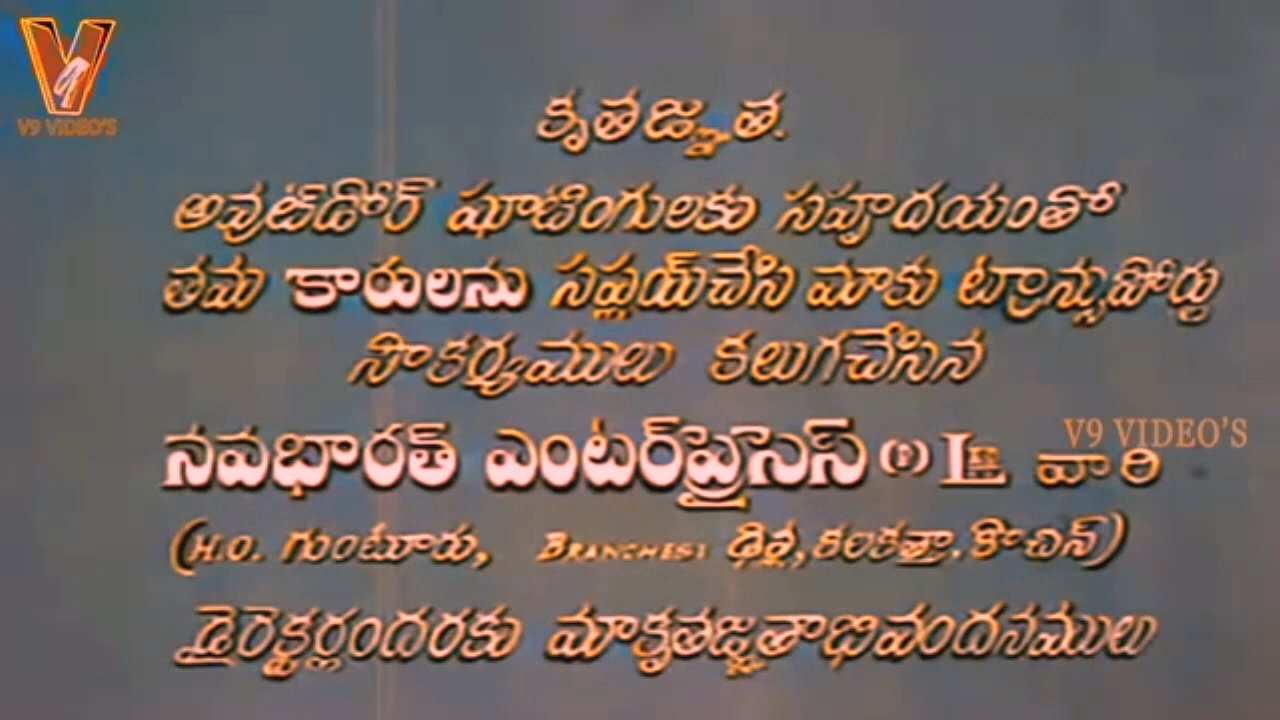 V9 VIDEO'S
కృతజ్ఞత.
అవుట్‌డోర్ షూటింగులకు సహృదయంతో
తమ కారులను సప్లయ్‌చేసి మాకు ట్రాన్సుపోర్టు
సౌకర్యములు కలుగచేసిన
V9 VIDEO'S
నవభారత్ ఎంటర్‌ప్రైసెస్ (P) వారి
(H.O. గుంటూరు, BRANCHES: ఢిల్లీ, కలకత్తా. కొచిన్)
డైరెక్టర్లందరకు మాకృతజ్ఞతాభివందనములు